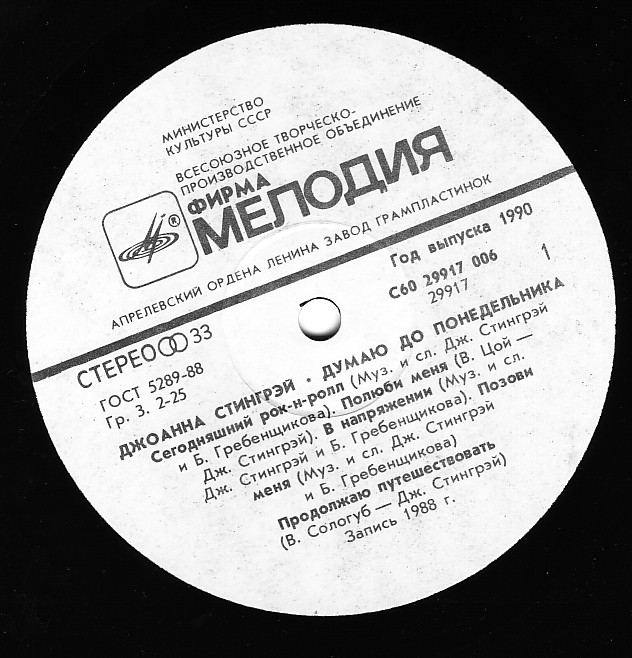 МИНИСТЕРСТВО
КУЛЬТУРЫ СССР
ВСЕСОЮЗНОЕ ТВОРЧЕСКО-
ПРОИЗВОДСТВЕННОЕ ОБЪЕДИНЕНИЕ
ФИРМА
МЕЛОДИЯ
®
АПРЕЛЕВСКИЙ ОРДЕНА ЛЕНИНА ЗАВОД ГРАМПЛАСТИНОК
СТЕРЕО 33
Год выпуска 1990
ГОСТ 5289-88
С60 29917 006
1
Гр. 3. 2-25
29917
ДЖОАННА СТИНГРЭЙ · ДУМАЮ ДО ПОНЕДЕЛЬНИКА
Сегодняшний рок-н-ролл (Муз. и сл. Дж. Стингрэй
и Б. Гребенщикова). Полюби меня (В. Цой —
Дж. Стингрэй). В напряжении (Муз. и сл.
Дж. Стингрэй и Б. Гребенщикова). Позови
меня (Муз. и сл. Дж. Стингрэй
и Б. Гребенщикова)
Продолжаю путешествовать
(В. Сологуб — Дж. Стингрэй)
Запись 1988 г.